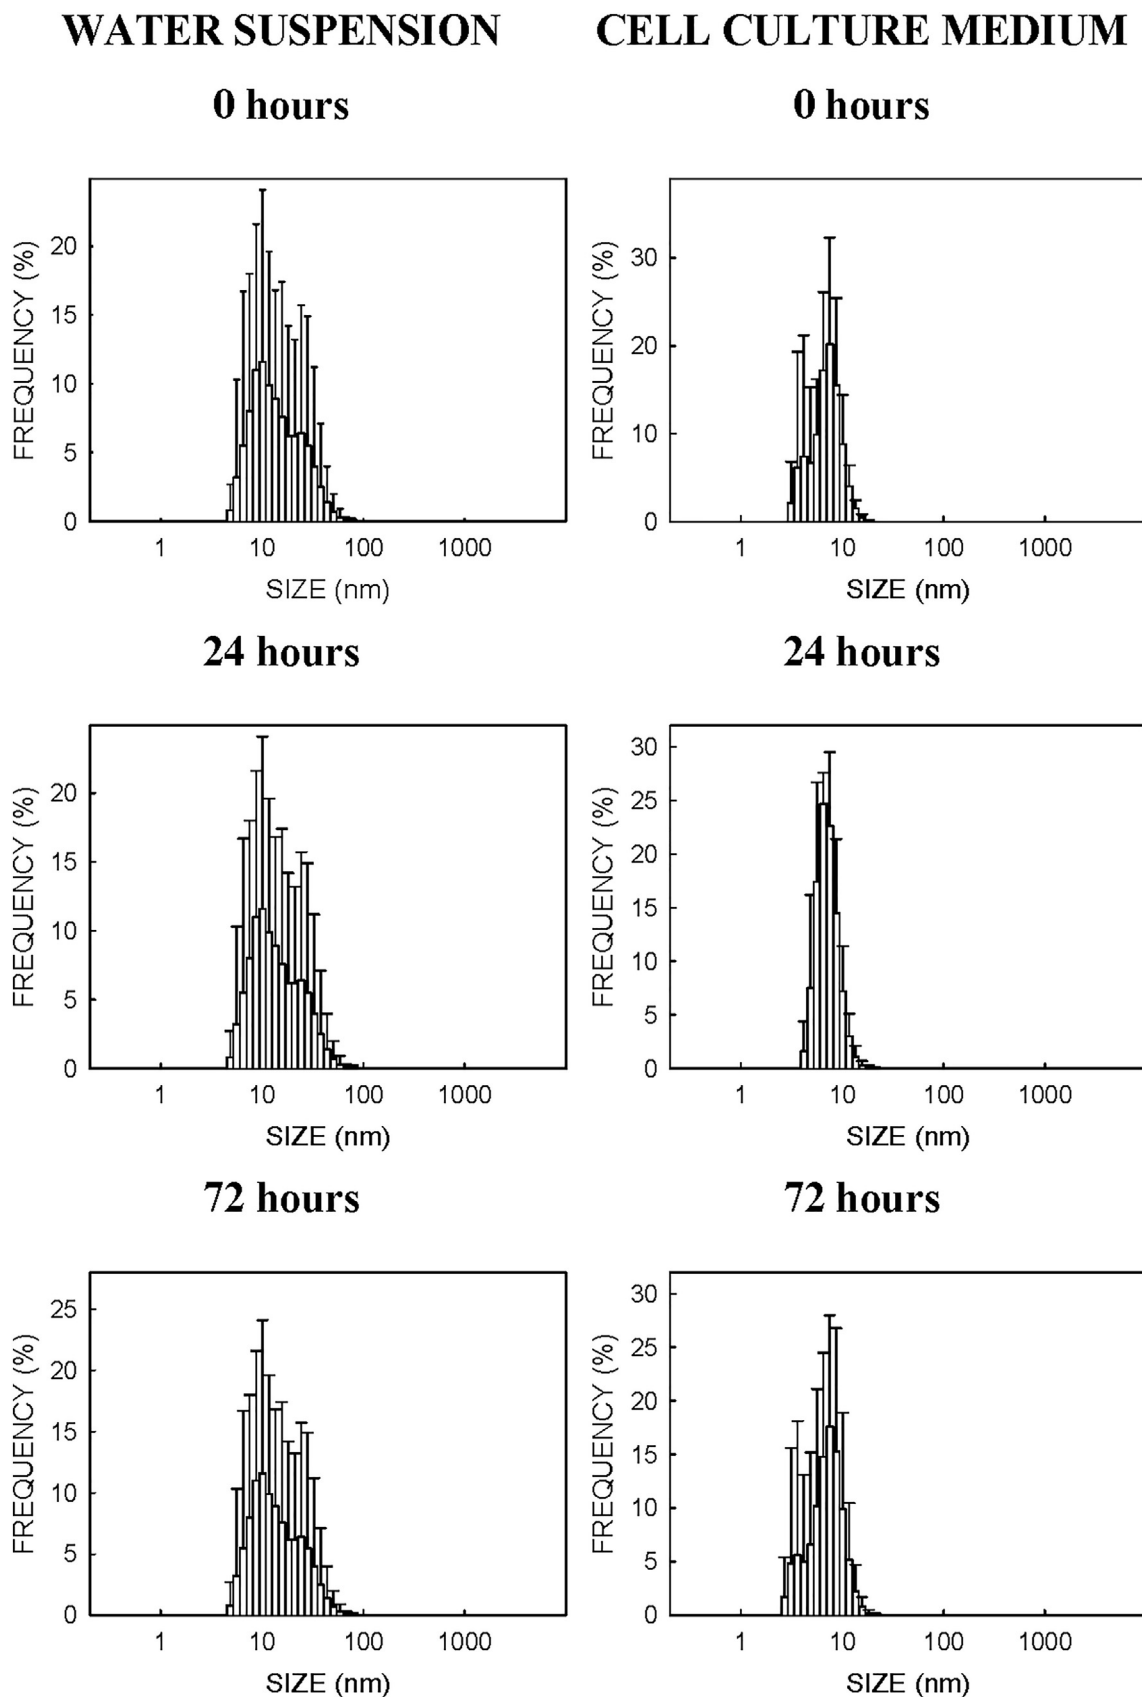 WATER SUSPENSION
CELL CULTURE MEDIUM
0 hours
0 hours
FREQUENCY (%)
20
15
10
5
0
1 10 100 1000
SIZE (nm)
FREQUENCY (%)
30
20
10
0
1 10 100 1000
SIZE (nm)
24 hours
24 hours
FREQUENCY (%)
20
15
10
5
0
1 10 100 1000
SIZE (nm)
FREQUENCY (%)
30
25
20
15
10
5
0
1 10 100 1000
SIZE (nm)
72 hours
72 hours
FREQUENCY (%)
25
20
15
10
5
0
1 10 100 1000
SIZE (nm)
FREQUENCY (%)
30
25
20
15
10
5
0
1 10 100 1000
SIZE (nm)